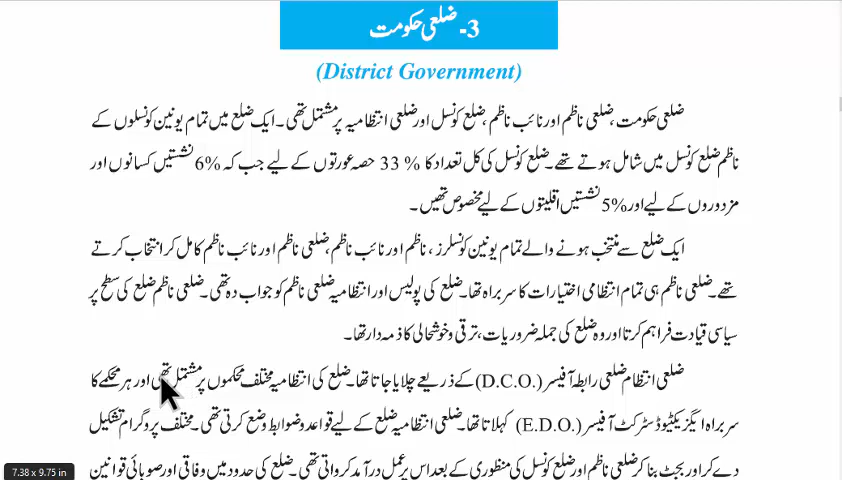 3- ضلعی حکومت
(District Government)
ضلعی حکومت، ضلعی ناظم اور نائب ناظم، ضلع کونسل اور ضلعی انتظامیہ پر مشتمل تھی۔ ایک ضلع میں تمام یونین کونسلوں کے
ناظم ضلع کونسل میں شامل ہوتے تھے۔ ضلع کونسل کی کل تعداد کا % 33 حصہ عورتوں کے لیے جب کہ %6 نشستیں کسانوں اور
مزدوروں کے لیے اور %5 نشستیں اقلیتوں کے لیے مخصوص تھیں۔
ایک ضلع سے منتخب ہونے والے تمام یونین کونسلرز، ناظم اور نائب ناظم، ضلعی ناظم اور نائب ناظم کا مل کر انتخاب کرتے
تھے۔ ضلعی ناظم ہی تمام انتظامی اختیارات کا سربراہ تھا۔ ضلع کی پولیس اور انتظامیہ ضلعی ناظم کو جواب دہ تھی۔ ضلعی ناظم ضلع کی سطح پر
سیاسی قیادت فراہم کرتا اور وہ ضلع کی جملہ ضروریات، ترقی و خوشحالی کا ذمہ دار تھا۔
ضلعی انتظام ضلعی رابطہ آفیسر (D.C.O.) کے ذریعے چلایا جاتا تھا۔ ضلع کی انتظامیہ مختلف محکموں پر مشتمل تھی اور ہر محکمے کا
سربراہ ایگزیکٹیو ڈسٹرکٹ آفیسر (E.D.O.) کہلاتا تھا۔ ضلعی انتظامیہ ضلع کے لیے قواعد و ضوابط وضع کرتی تھی۔ مختلف پروگرام تشکیل
دے کر اور بجٹ بنا کر ضلعی ناظم اور ضلع کونسل کی منظوری کے بعد اس پر عمل درآمد کرواتی تھی۔ ضلع کی حدود میں وفاقی اور صوبائی قوانین
7.38 x 9.75 in